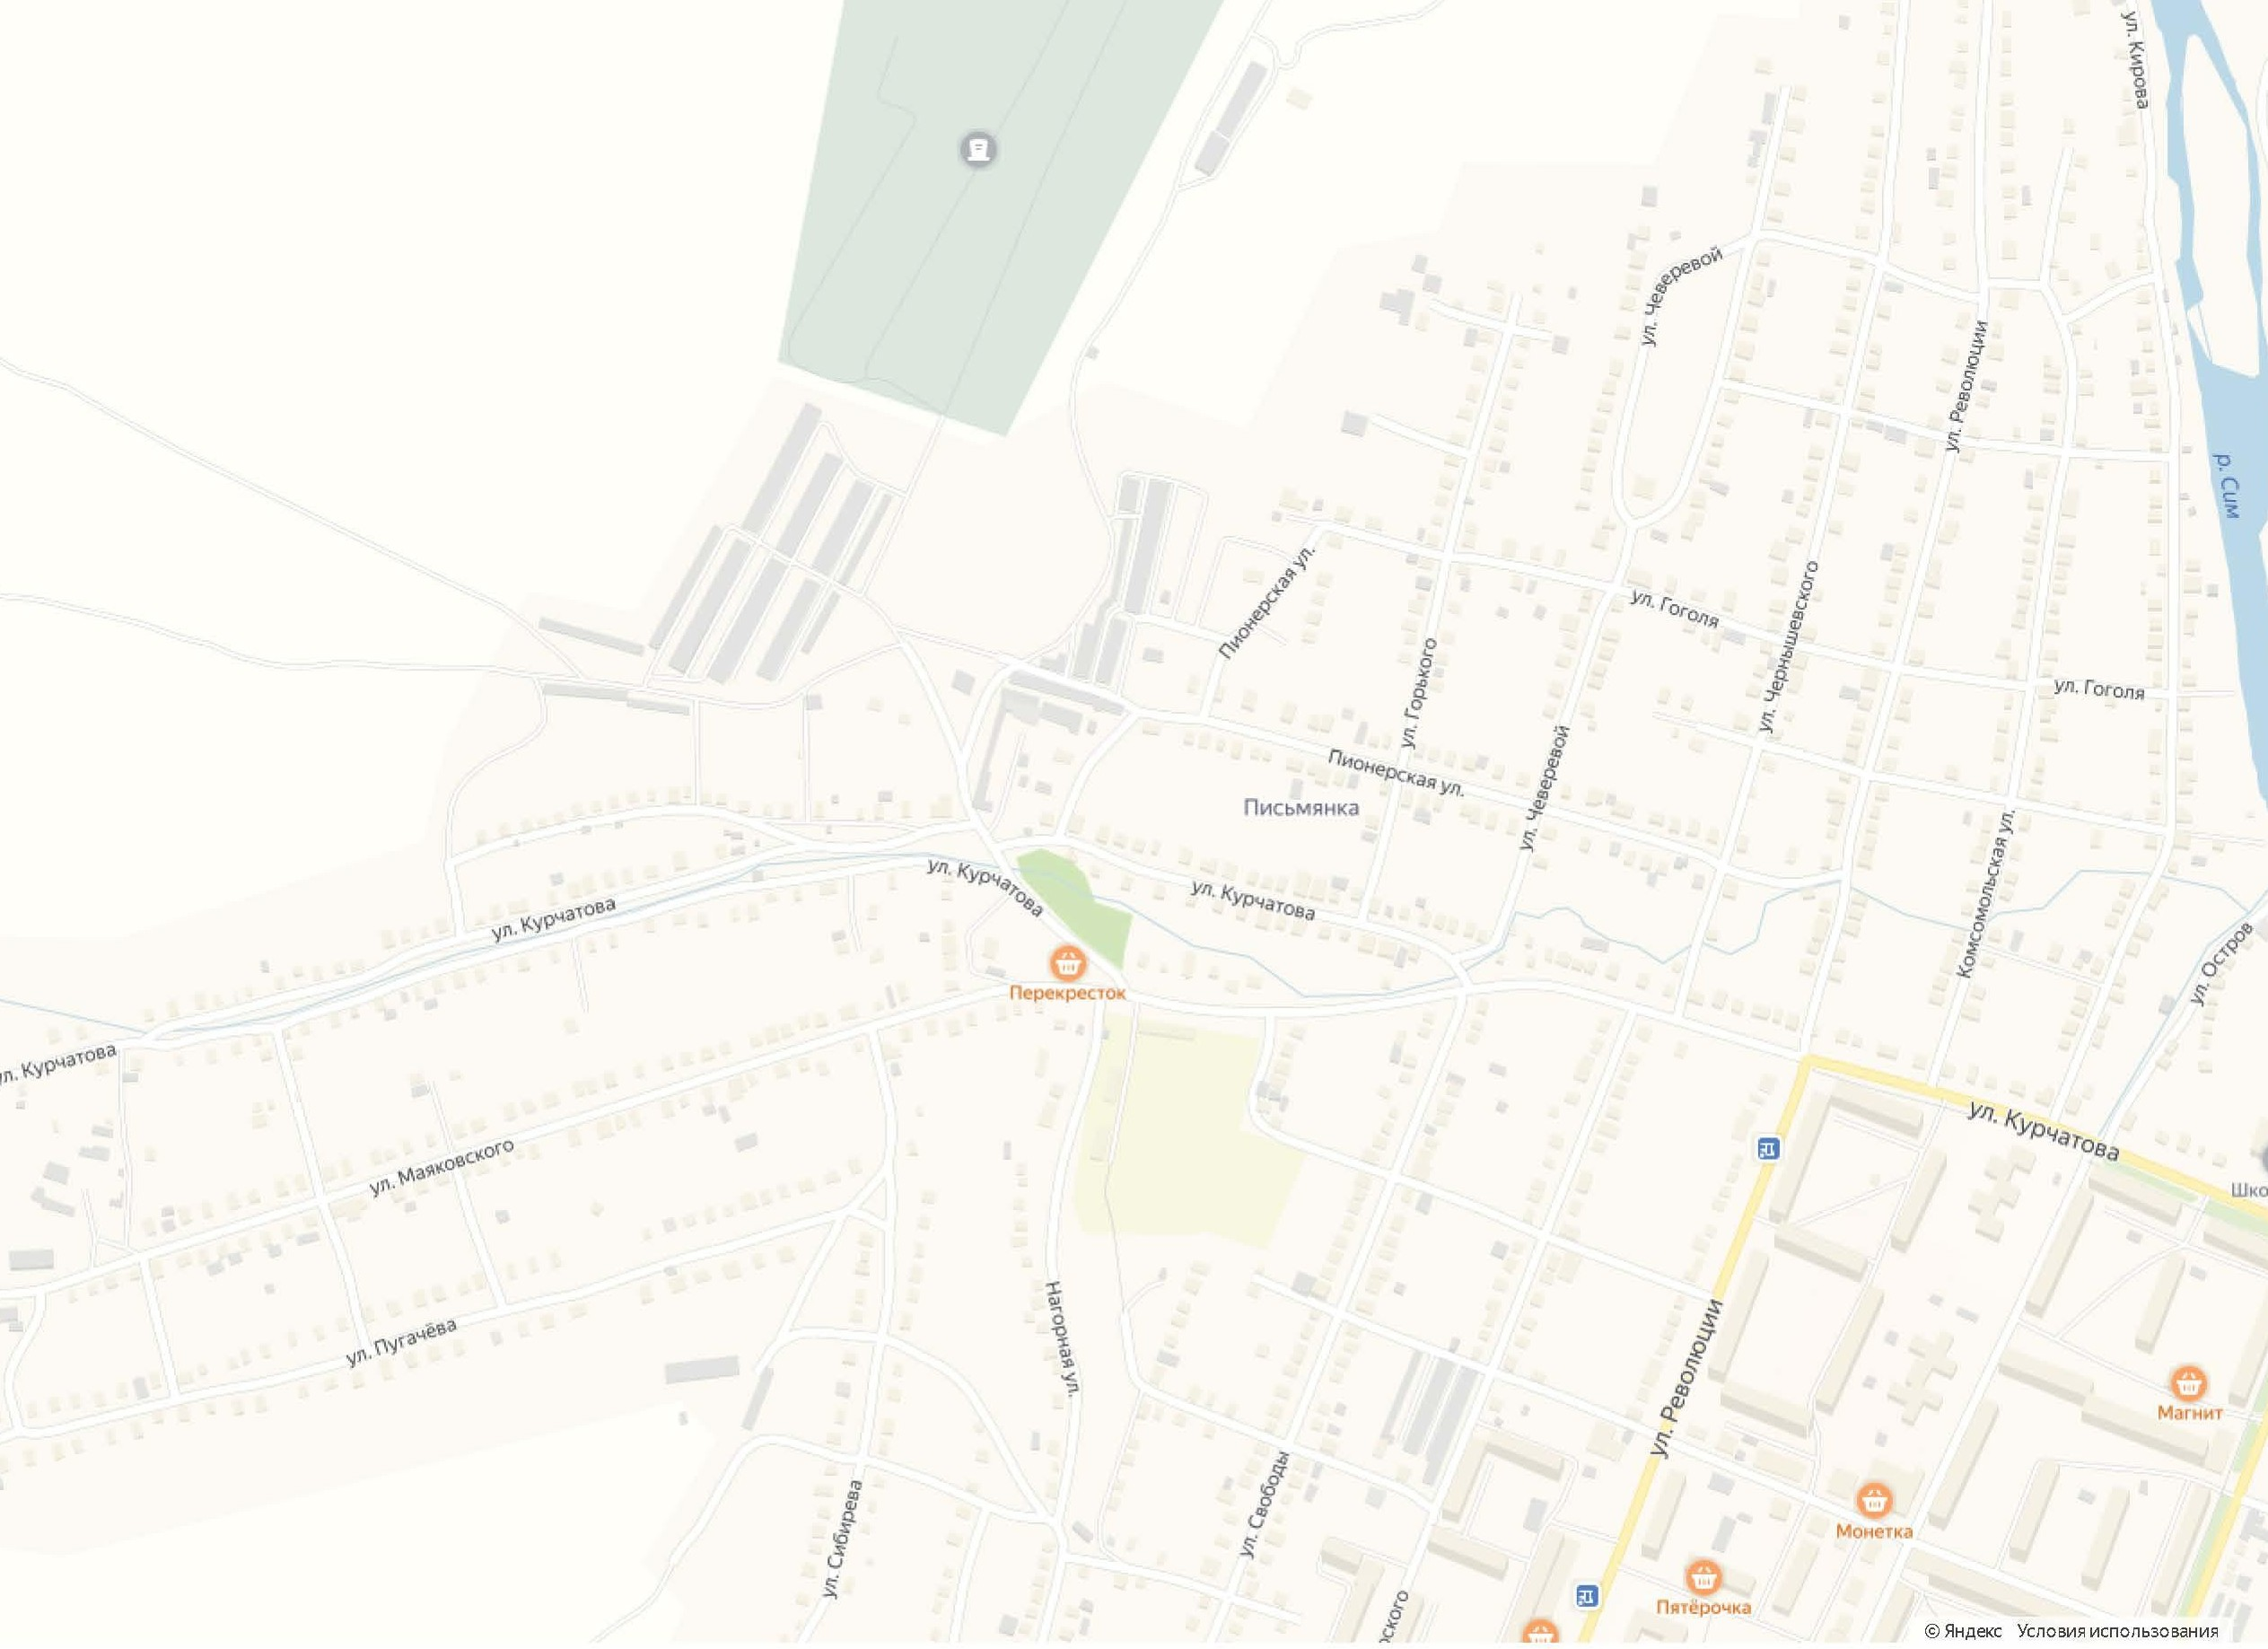 ул. Кирова
ул. Чеверевой
ул. Революции
р. Сим
Пионерская ул.
ул. Гоголя
ул. Чернышевского
ул. Горького
ул. Гоголя
Пионерская ул.
ул. Чеверевой
Письмянка
Комсомольская ул.
ул. Курчатова
ул. Курчатова
ул. Курчатова
ул. Остров
Перекресток
ул. Курчатова
ул. Курчатова
ул. Маяковского
Шко
ул. Пугачёва
Нагорная ул.
ул. Революции
Магнит
ул. Свободы
ул. Сибирева
Монетка
Пятёрочка
рского
© Яндекс Условия использования